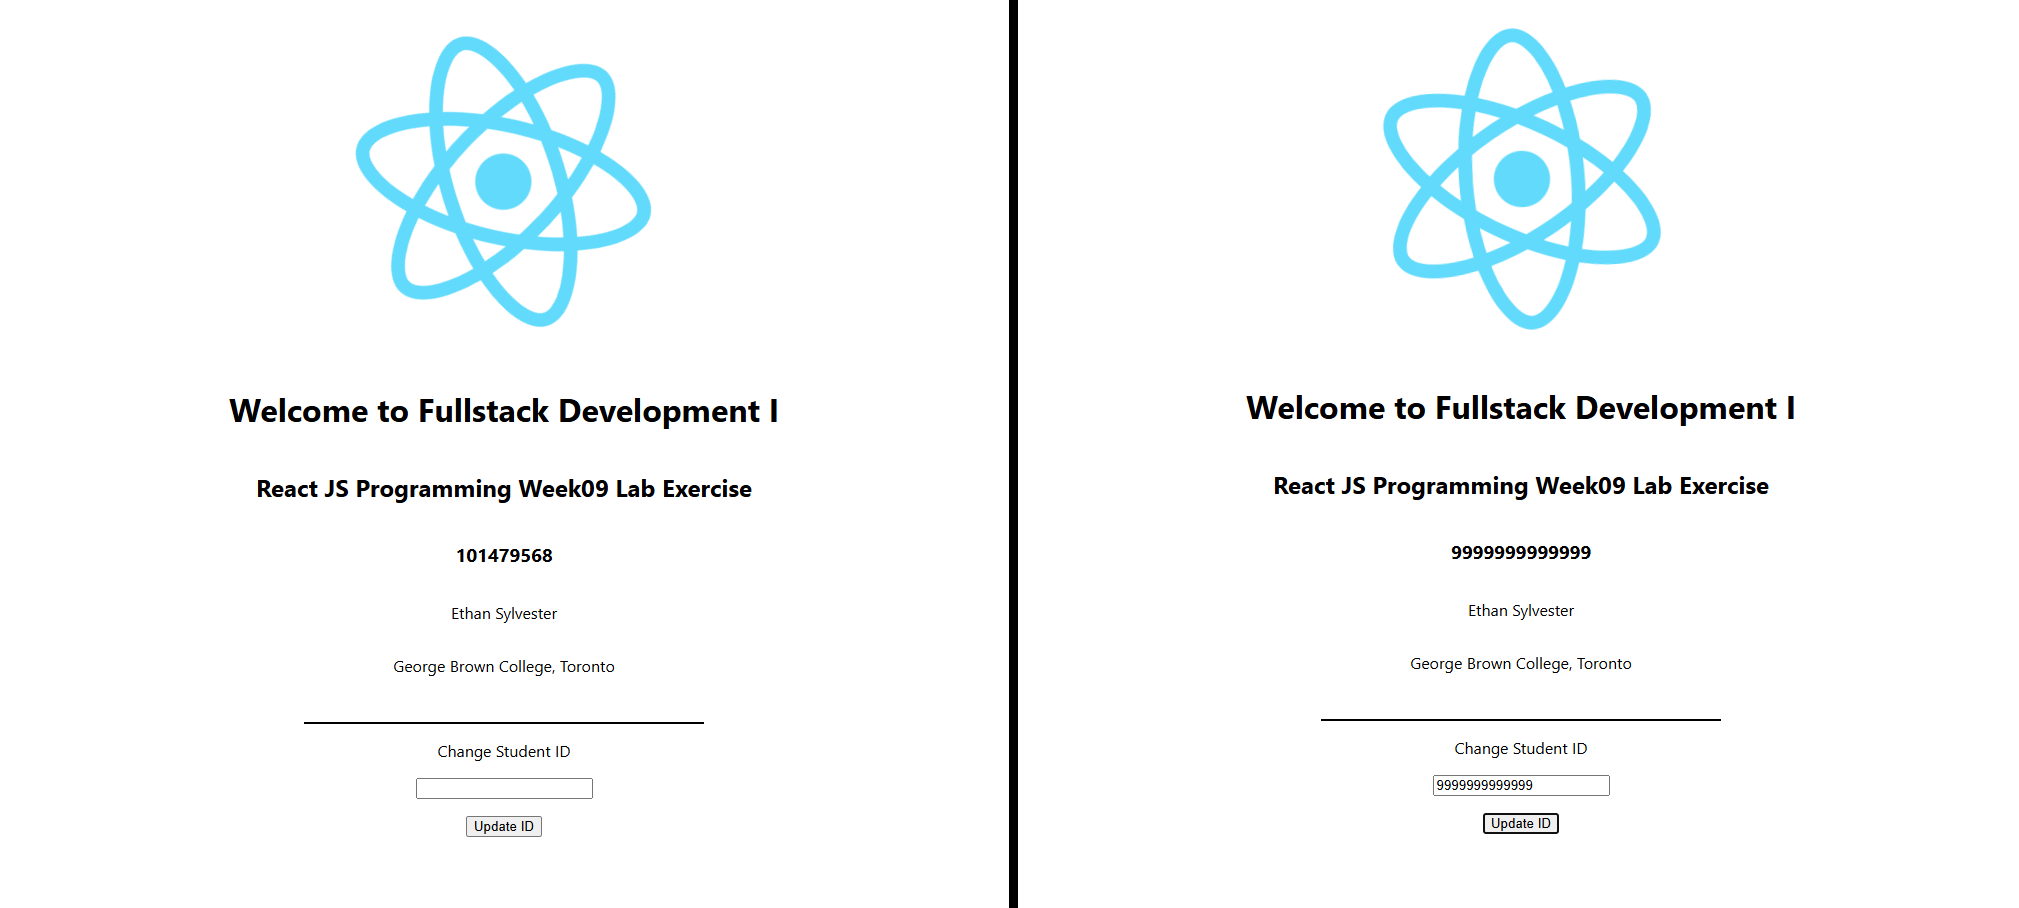 Welcome to Fullstack Development I
React JS Programming Week09 Lab Exercise
101479568
Ethan Sylvester
George Brown College, Toronto
Change Student ID
Update ID
Welcome to Fullstack Development I
React JS Programming Week09 Lab Exercise
9999999999999
Ethan Sylvester
George Brown College, Toronto
Change Student ID
9999999999999
Update ID